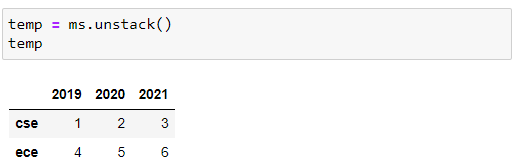 temp = ms.unstack()
temp
2019 2020 2021
cse 1 2 3
ece 4 5 6